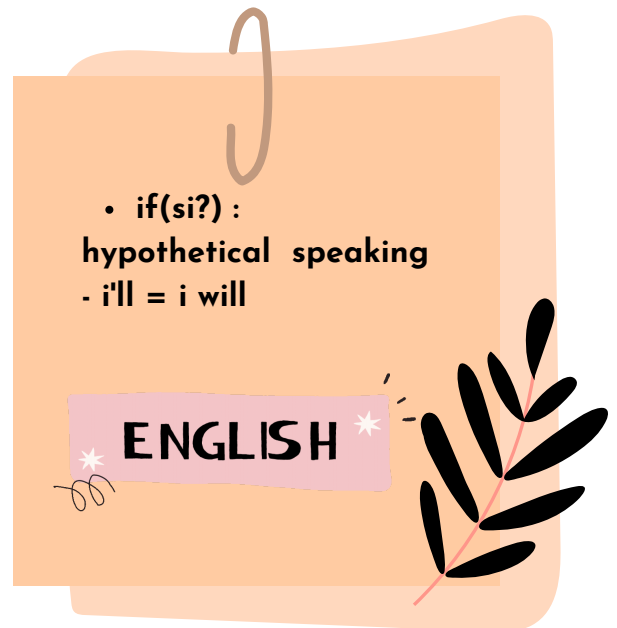 • if(si?) :
hypothetical speaking
- i'll = i will
ENGLISH